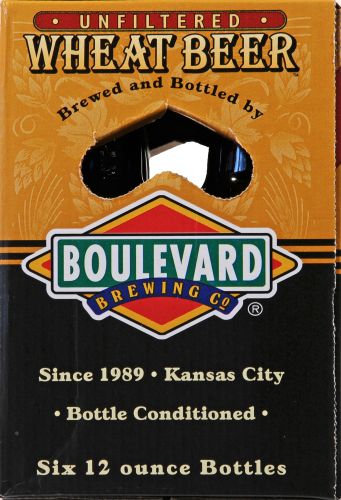 • UNFILTERED •
WHEAT BEER™
Brewed and Bottled by
BOULEVARD
BREWING Co
®
Since 1989 • Kansas City
• Bottle Conditioned •
Six 12 ounce Bottles